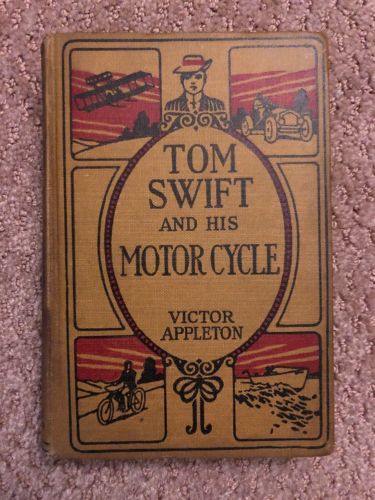 TOM
SWIFT
AND HIS
MOTOR CYCLE
VICTOR
APPLETON